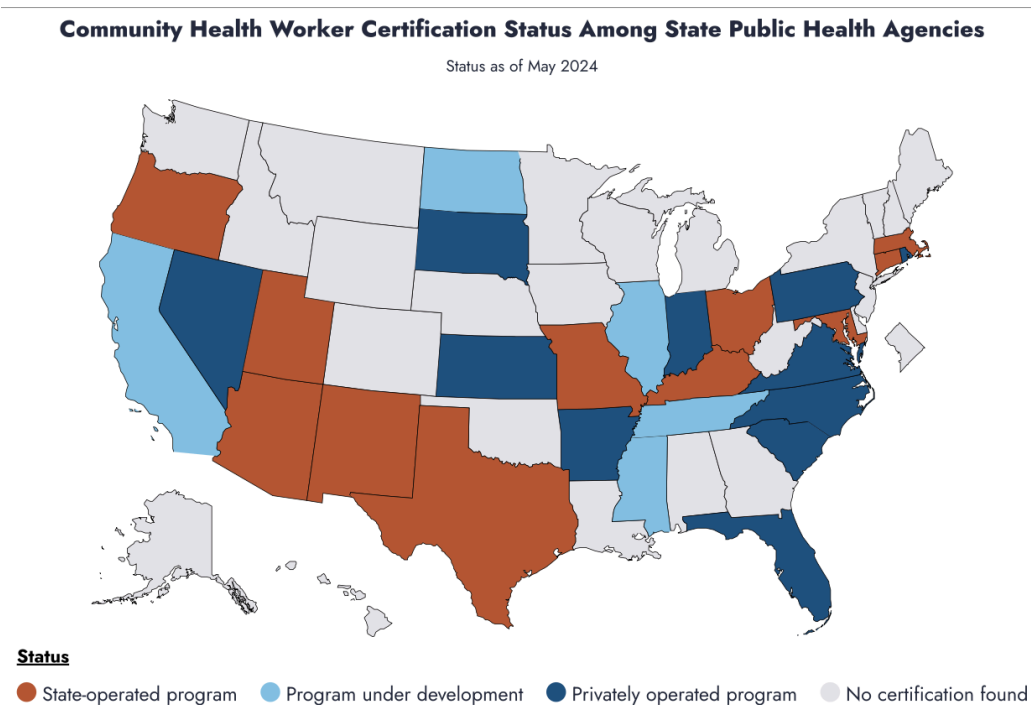 Community Health Worker Certification Status Among State Public Health Agencies
Status as of May 2024
Status
State-operated program
Program under development
Privately operated program
No certification found